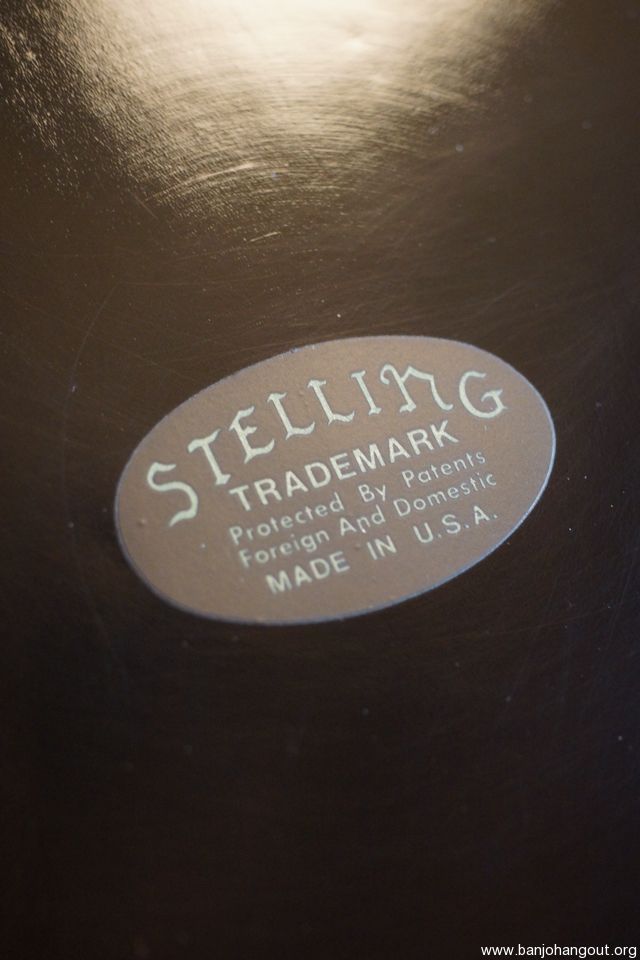 STELLING
TRADEMARK
Protected By Patents
Foreign And Domestic
MADE IN U.S.A.
www.banjohangout.org